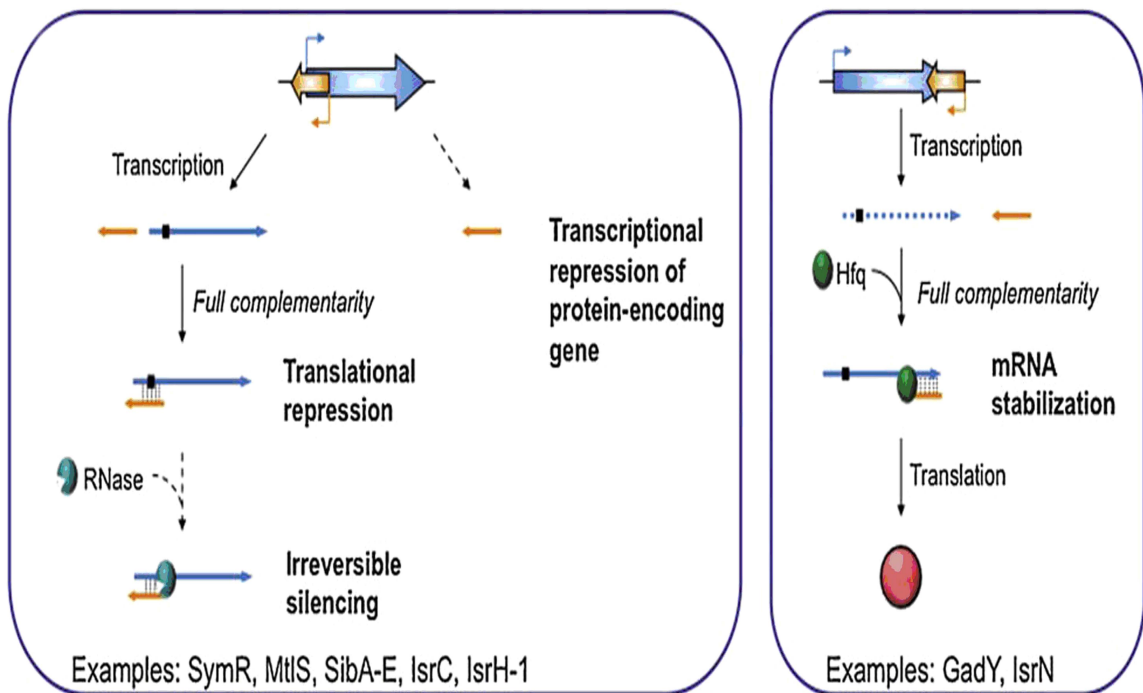 Transcription
Transcriptional
repression of
protein-encoding
gene
Full complementarity
Translational
repression
RNase
Irreversible
silencing
Examples: SymR, MtlS, SibA-E, IsrC, IsrH-1
Transcription
Hfq
Full complementarity
mRNA
stabilization
Translation
Examples: GadY, IsrN